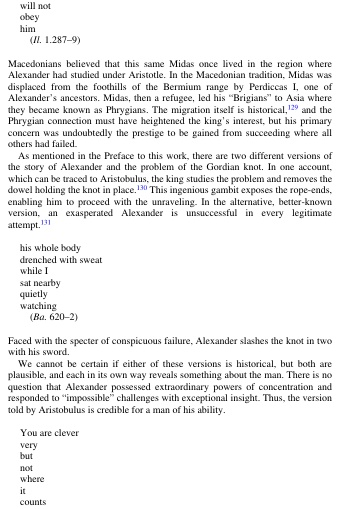 will not
obey
him
(Il. 1.287–9)
Macedonians believed that this same Midas once lived in the region where
Alexander had studied under Aristotle. In the Macedonian tradition, Midas was
displaced from the foothills of the Bermium range by Perdiccas I, one of
Alexander's ancestors. Midas, then a refugee, led his “Brigians” to Asia where
they became known as Phrygians. The migration itself is historical,129 and the
Phrygian connection must have heightened the king's interest, but his primary
concern was undoubtedly the prestige to be gained from succeeding where all
others had failed.
As mentioned in the Preface to this work, there are two different versions of
the story of Alexander and the problem of the Gordian knot. In one account,
which can be traced to Aristobulus, the king studies the problem and removes the
dowel holding the knot in place.130 This ingenious gambit exposes the rope-ends,
enabling him to proceed with the unraveling. In the alternative, better-known
version, an exasperated Alexander is unsuccessful in every legitimate
attempt.131
his whole body
drenched with sweat
while I
sat nearby
quietly
watching
(Ba. 620–2)
Faced with the specter of conspicuous failure, Alexander slashes the knot in two
with his sword.
We cannot be certain if either of these versions is historical, but both are
plausible, and each in its own way reveals something about the man. There is no
question that Alexander possessed extraordinary powers of concentration and
responded to “impossible” challenges with exceptional insight. Thus, the version
told by Aristobulus is credible for a man of his ability.
You are clever
very
but
not
where
it
counts